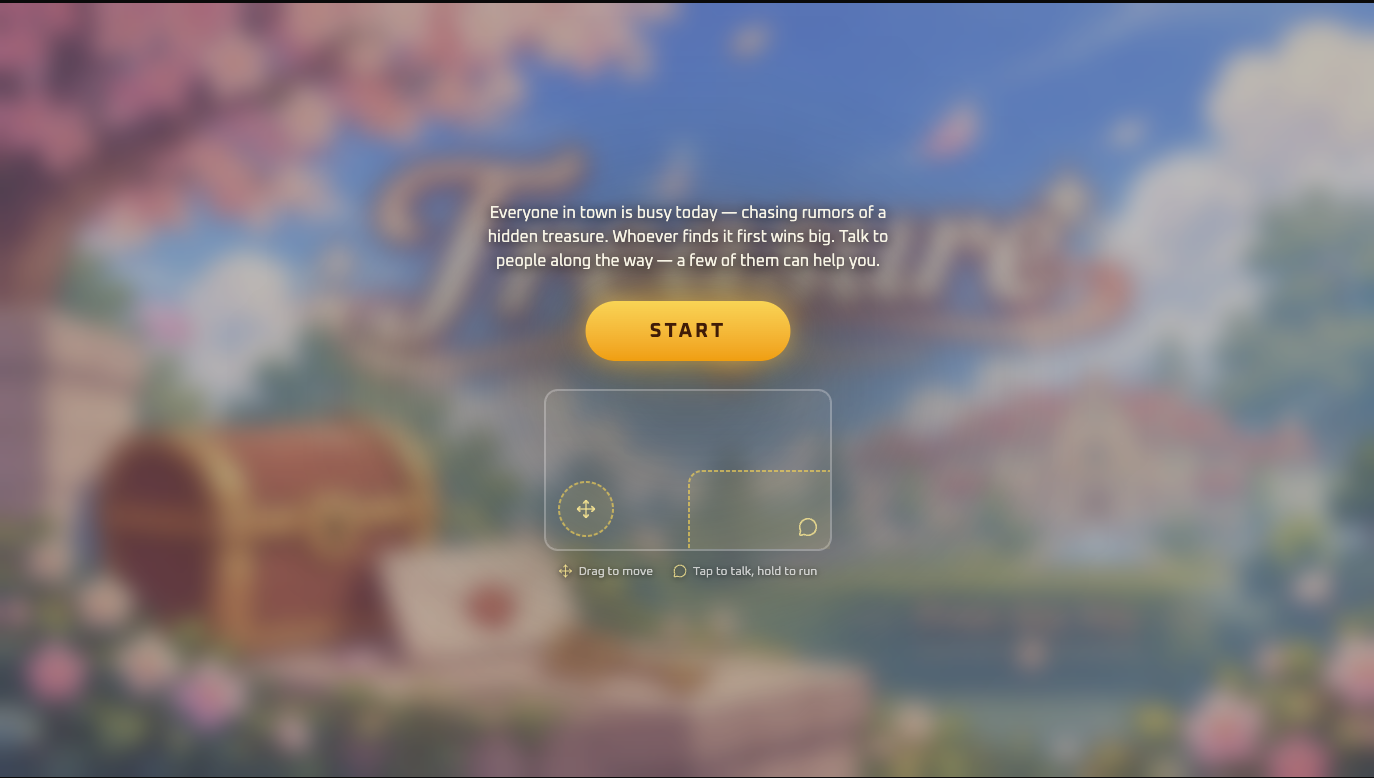 Everyone in town is busy today — chasing rumors of a
hidden treasure. Whoever finds it first wins big. Talk to
people along the way — a few of them can help you.
START
Drag to move
Tap to talk, hold to run